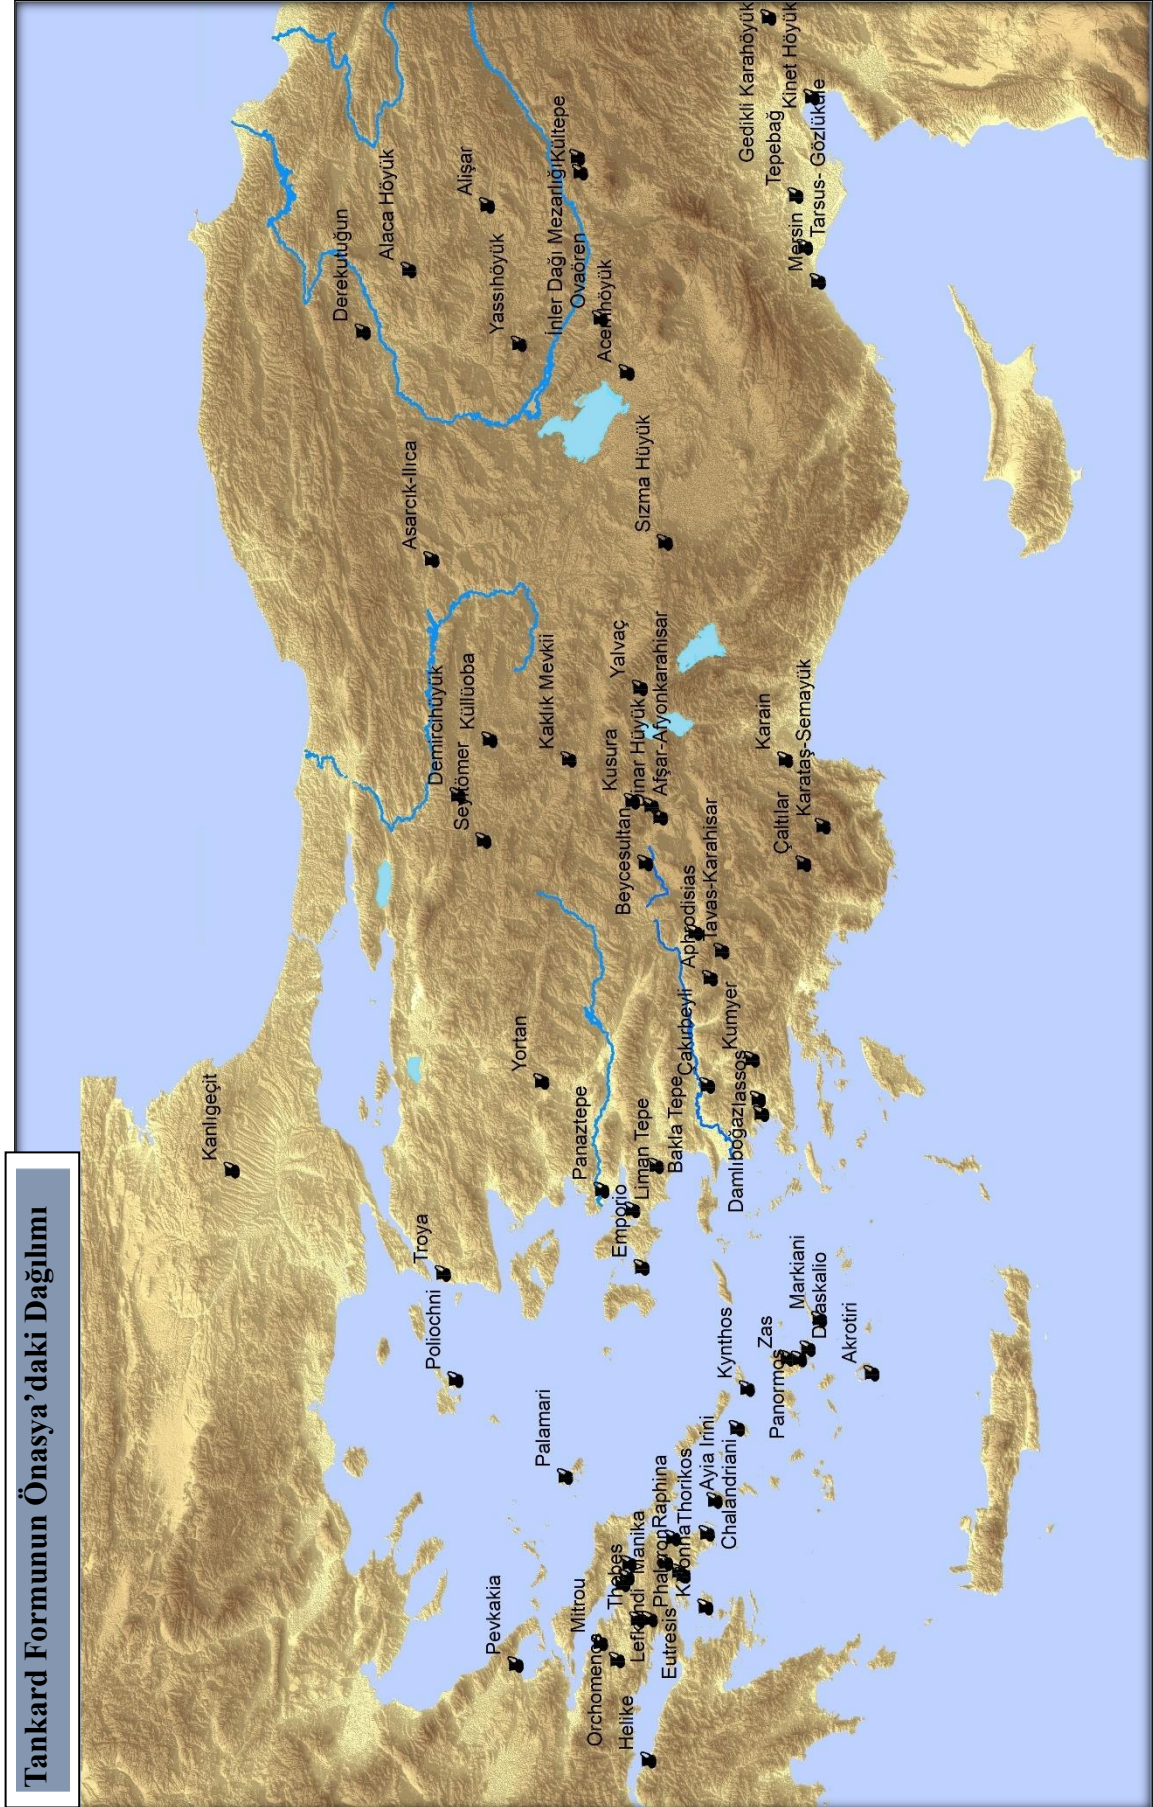 Tankard Formunun Önasya'daki Dağılımı
Kanlıgeçit
Troya
Poliochni
Palamari
Pevkakia
Mitrou
Orchomenos
Helike
Thebes
Lefkandi
Manika
Eutresis
Phaleron
Raphina
Kolonna
Thorikos
Ayia Irini
Chalandriani
Kynthos
Panormos
Zas
Markiani
Daskalio
Akrotiri
Emporio
Liman Tepe
Bakla Tepe
Panaztepe
Yortan
Çakırbeyli
Damlıboğaz
Iassos
Kumyer
Aphrodisias
Tavas-Karahisar
Beycesultan
Kusura
Afşar-Afyonkarahisar
Yalvaç
Kaklık Mevkii
Seyitömer
Demircihüyük
Küllüoba
Çaltılar
Karain
Karataş-Semayük
Asarcık-Ilıca
Sızma Hüyük
Derekutuğun
Alaca Höyük
Alişar
Yassıhöyük
İnler Dağı Mezarlığı
Kültepe
Ovaören
Acemhöyük
Mersin
Tarsus- Gözlükule
Tepebağ
Gedikli Karahöyük
Kinet Höyük